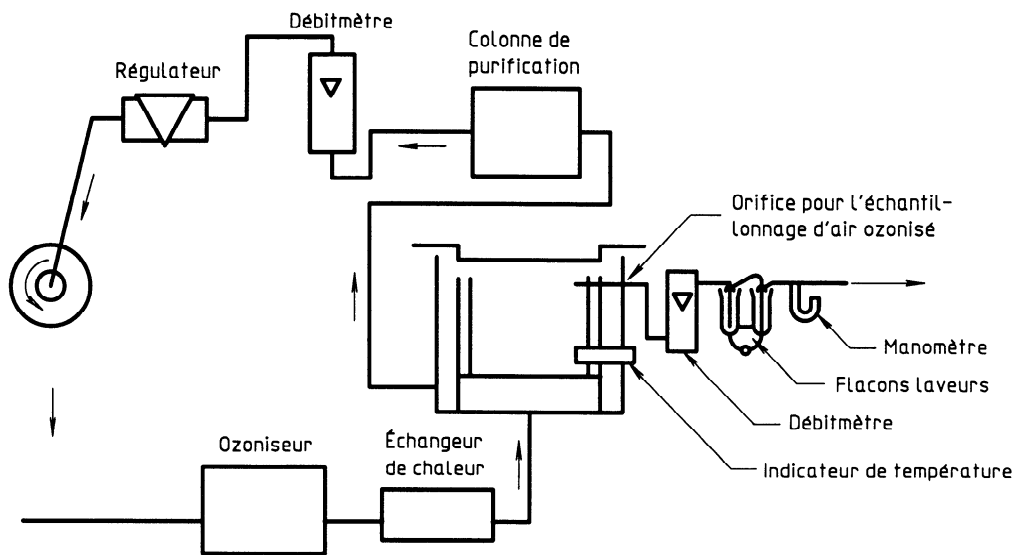 Débitmètre
Colonne de
purification
Régulateur
Orifice pour l'échantil-
lonnage d'air ozonisé
Manomètre
Flacons laveurs
Débitmètre
Indicateur de température
Ozoniseur
Échangeur
de chaleur